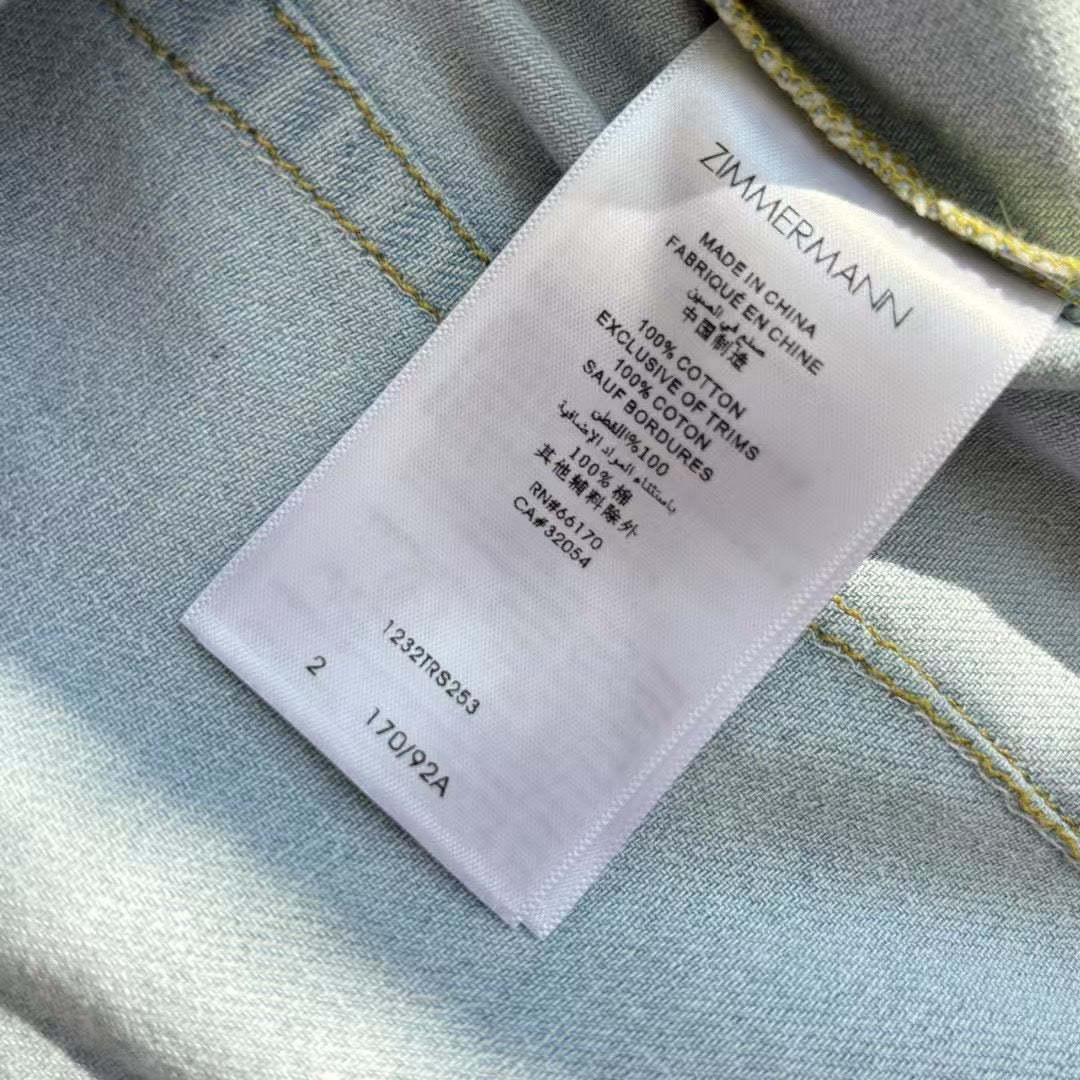 ZIMMERMANN
MADE IN CHINA
FABRIQUÉ EN CHINE
صنع في الصين
中国制造
100% COTTON
EXCLUSIVE OF TRIMS
100% COTON
SAUF BORDURES
100%القطن
باستثناء المواد الإضافية
100% 棉
其他辅料除外
RN#66170
CA#32054
1232TRS253
2
170/92A